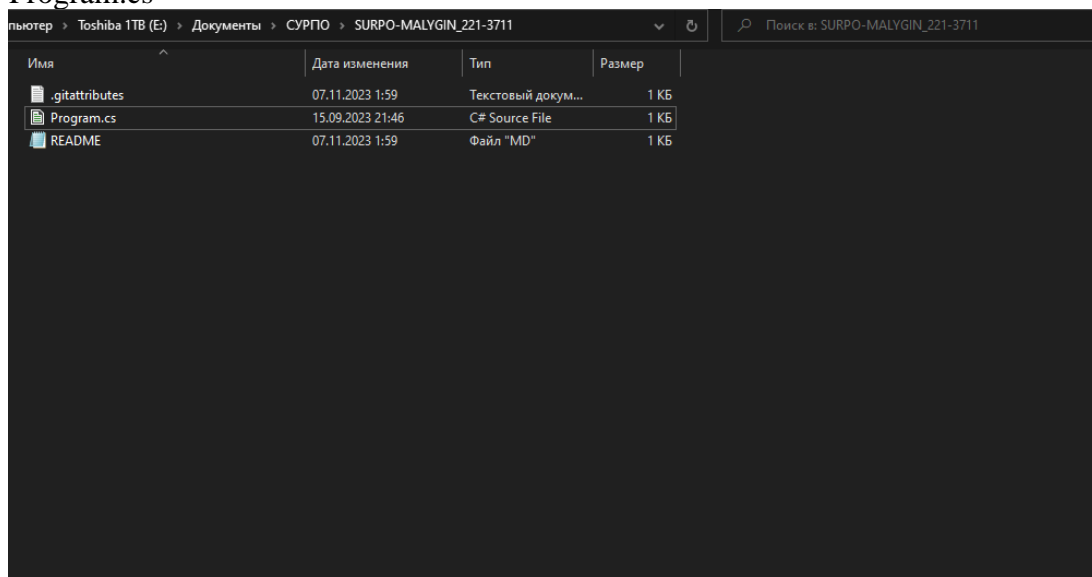 Program.cs
пьютер > Toshiba 1TB (E:) > Документы > СУРПО > SURPO-MALYGIN_221-3711 Поиск в: SURPO-MALYGIN_221-3711
Имя Дата изменения Тип Размер
.gitattributes 07.11.2023 1:59 Текстовый докум... 1 КБ
Program.cs 15.09.2023 21:46 C# Source File 1 КБ
README 07.11.2023 1:59 Файл "MD" 1 КБ